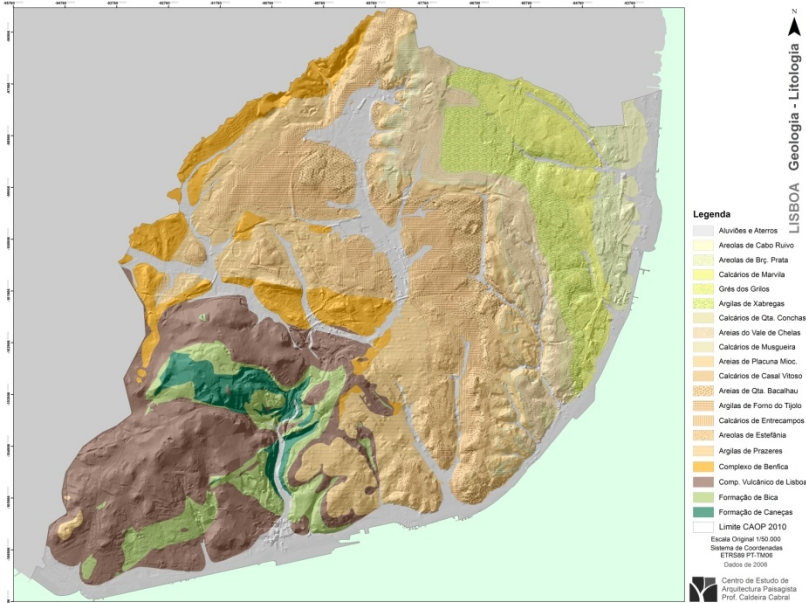 N
LISBOA Geologia - Litologia
Legenda
Aluviões e Aterros
Areolas de Cabo Ruivo
Areolas de Brç. Prata
Calcários de Marvila
Grés dos Grilos
Argilas de Xabregas
Calcários de Qta. Conchas
Areias do Vale de Chelas
Calcários de Musgueira
Areias de Placuna Mioc.
Calcários de Casal Vitoso
Areias de Qta. Bacalhau
Argilas de Forno do Tijolo
Calcários de Entrecampos
Areolas de Estefânia
Argilas de Prazeres
Complexo de Benfica
Comp. Vulcânico de Lisboa
Formação de Bica
Formação de Caneças
Limite CAOP 2010
Escala Original 1/50.000
Sistema de Coordenadas
ETRS89 PT-TM06
Dados de 2006
Centro de Estudo de
Arquitectura Paisagista
Prof. Caldeira Cabral